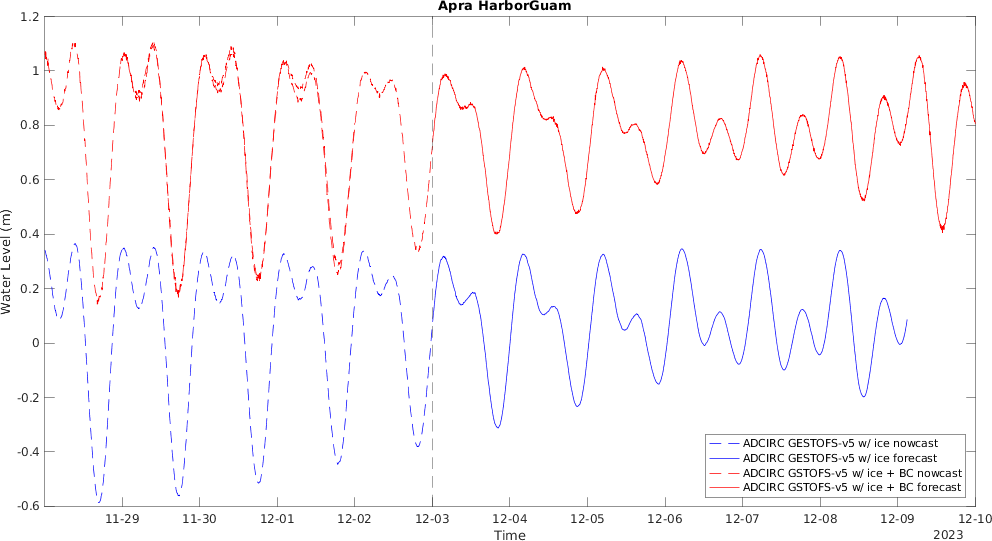 Apra HarborGuam
1.2
1
0.8
0.6
0.4
0.2
0
-0.2
-0.4
-0.6
Water Level (m)
ADCIRC GESTOFS-v5 w/ ice nowcast
ADCIRC GESTOFS-v5 w/ ice forecast
ADCIRC GSTOFS-v5 w/ ice + BC nowcast
ADCIRC GSTOFS-v5 w/ ice + BC forecast
11-29 11-30 12-01 12-02 12-03 12-04 12-05 12-06 12-07 12-08 12-09 12-10
Time
2023